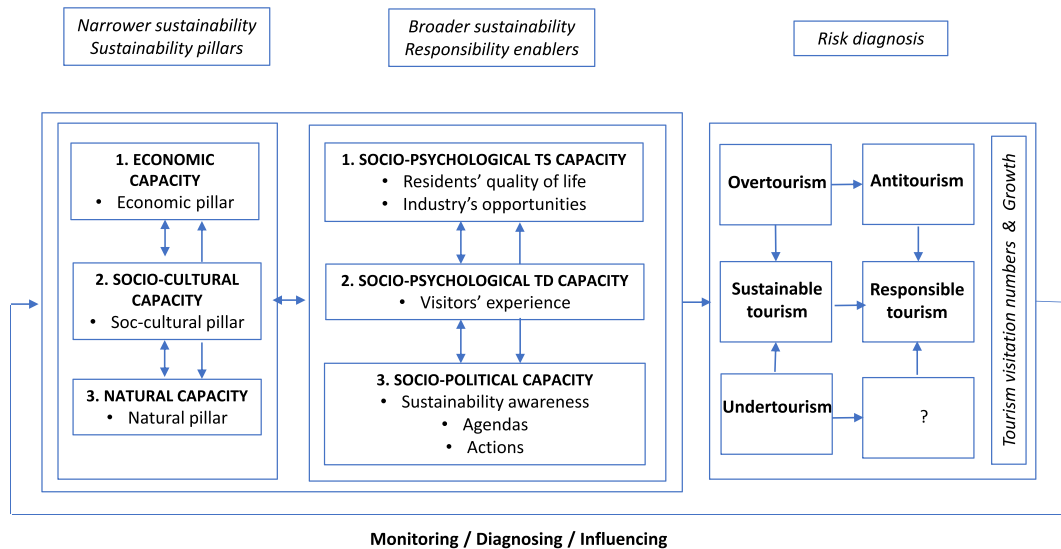 Narrower sustainability
Sustainability pillars
Broader sustainability
Responsibility enablers
Risk diagnosis
1. ECONOMIC
CAPACITY
• Economic pillar
2. SOCIO-CULTURAL
CAPACITY
• Soc-cultural pillar
3. NATURAL CAPACITY
• Natural pillar
1. SOCIO-PSYCHOLOGICAL TS CAPACITY
• Residents’ quality of life
• Industry’s opportunities
2. SOCIO-PSYCHOLOGICAL TD CAPACITY
• Visitors’ experience
3. SOCIO-POLITICAL CAPACITY
• Sustainability awareness
• Agendas
• Actions
Overtourism
Antitourism
Sustainable
tourism
Responsible
tourism
Undertourism
?
Tourism visitation numbers & Growth
Monitoring / Diagnosing / Influencing